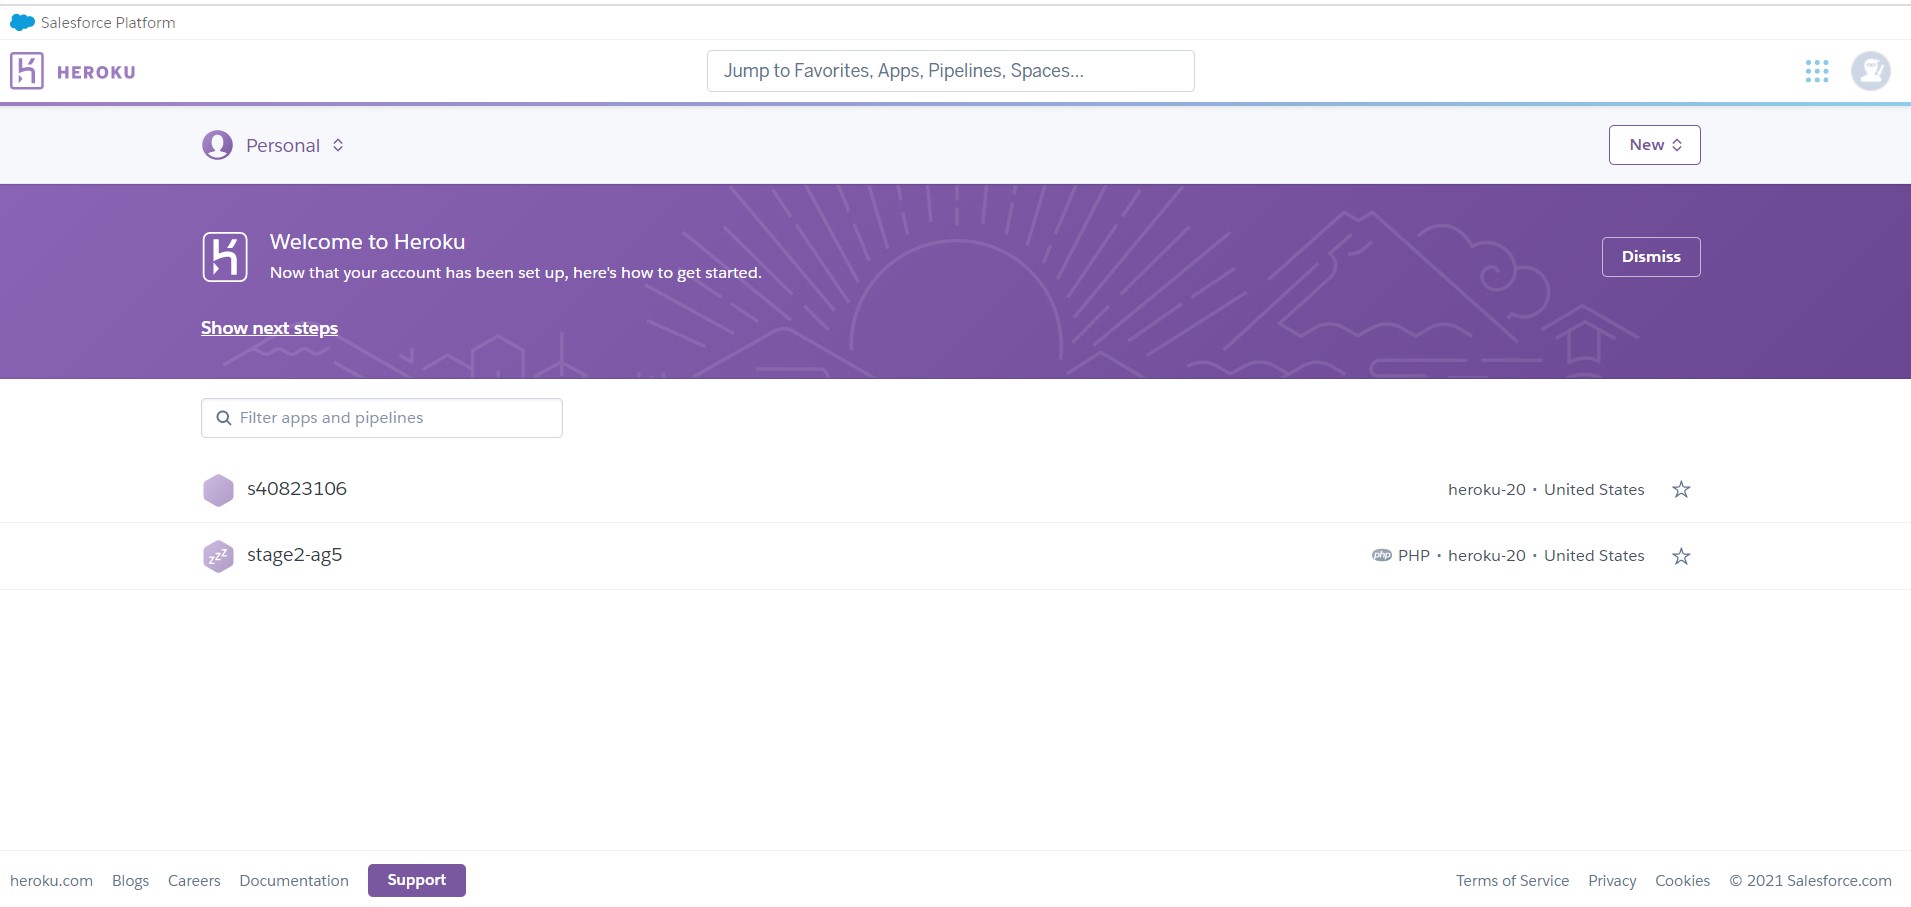 Salesforce Platform
HEROKU
Jump to Favorites, Apps, Pipelines, Spaces...
Personal
New
Welcome to Heroku
Now that your account has been set up, here's how to get started.
Dismiss
Show next steps
Filter apps and pipelines
s40823106
heroku-20 · United States
zzz
stage2-ag5
php PHP · heroku-20 · United States
heroku.com Blogs Careers Documentation Support
Terms of Service Privacy Cookies © 2021 Salesforce.com